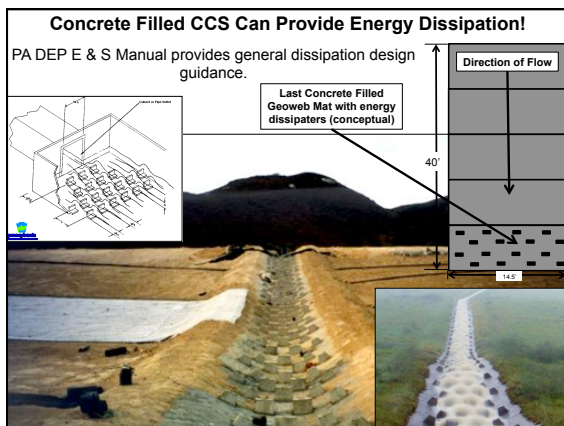 Concrete Filled CCS Can Provide Energy Dissipation!
PA DEP E & S Manual provides general dissipation design
guidance.
Last Concrete Filled
Geoweb Mat with energy
dissipaters (conceptual)
Direction of Flow
40'
14.5'